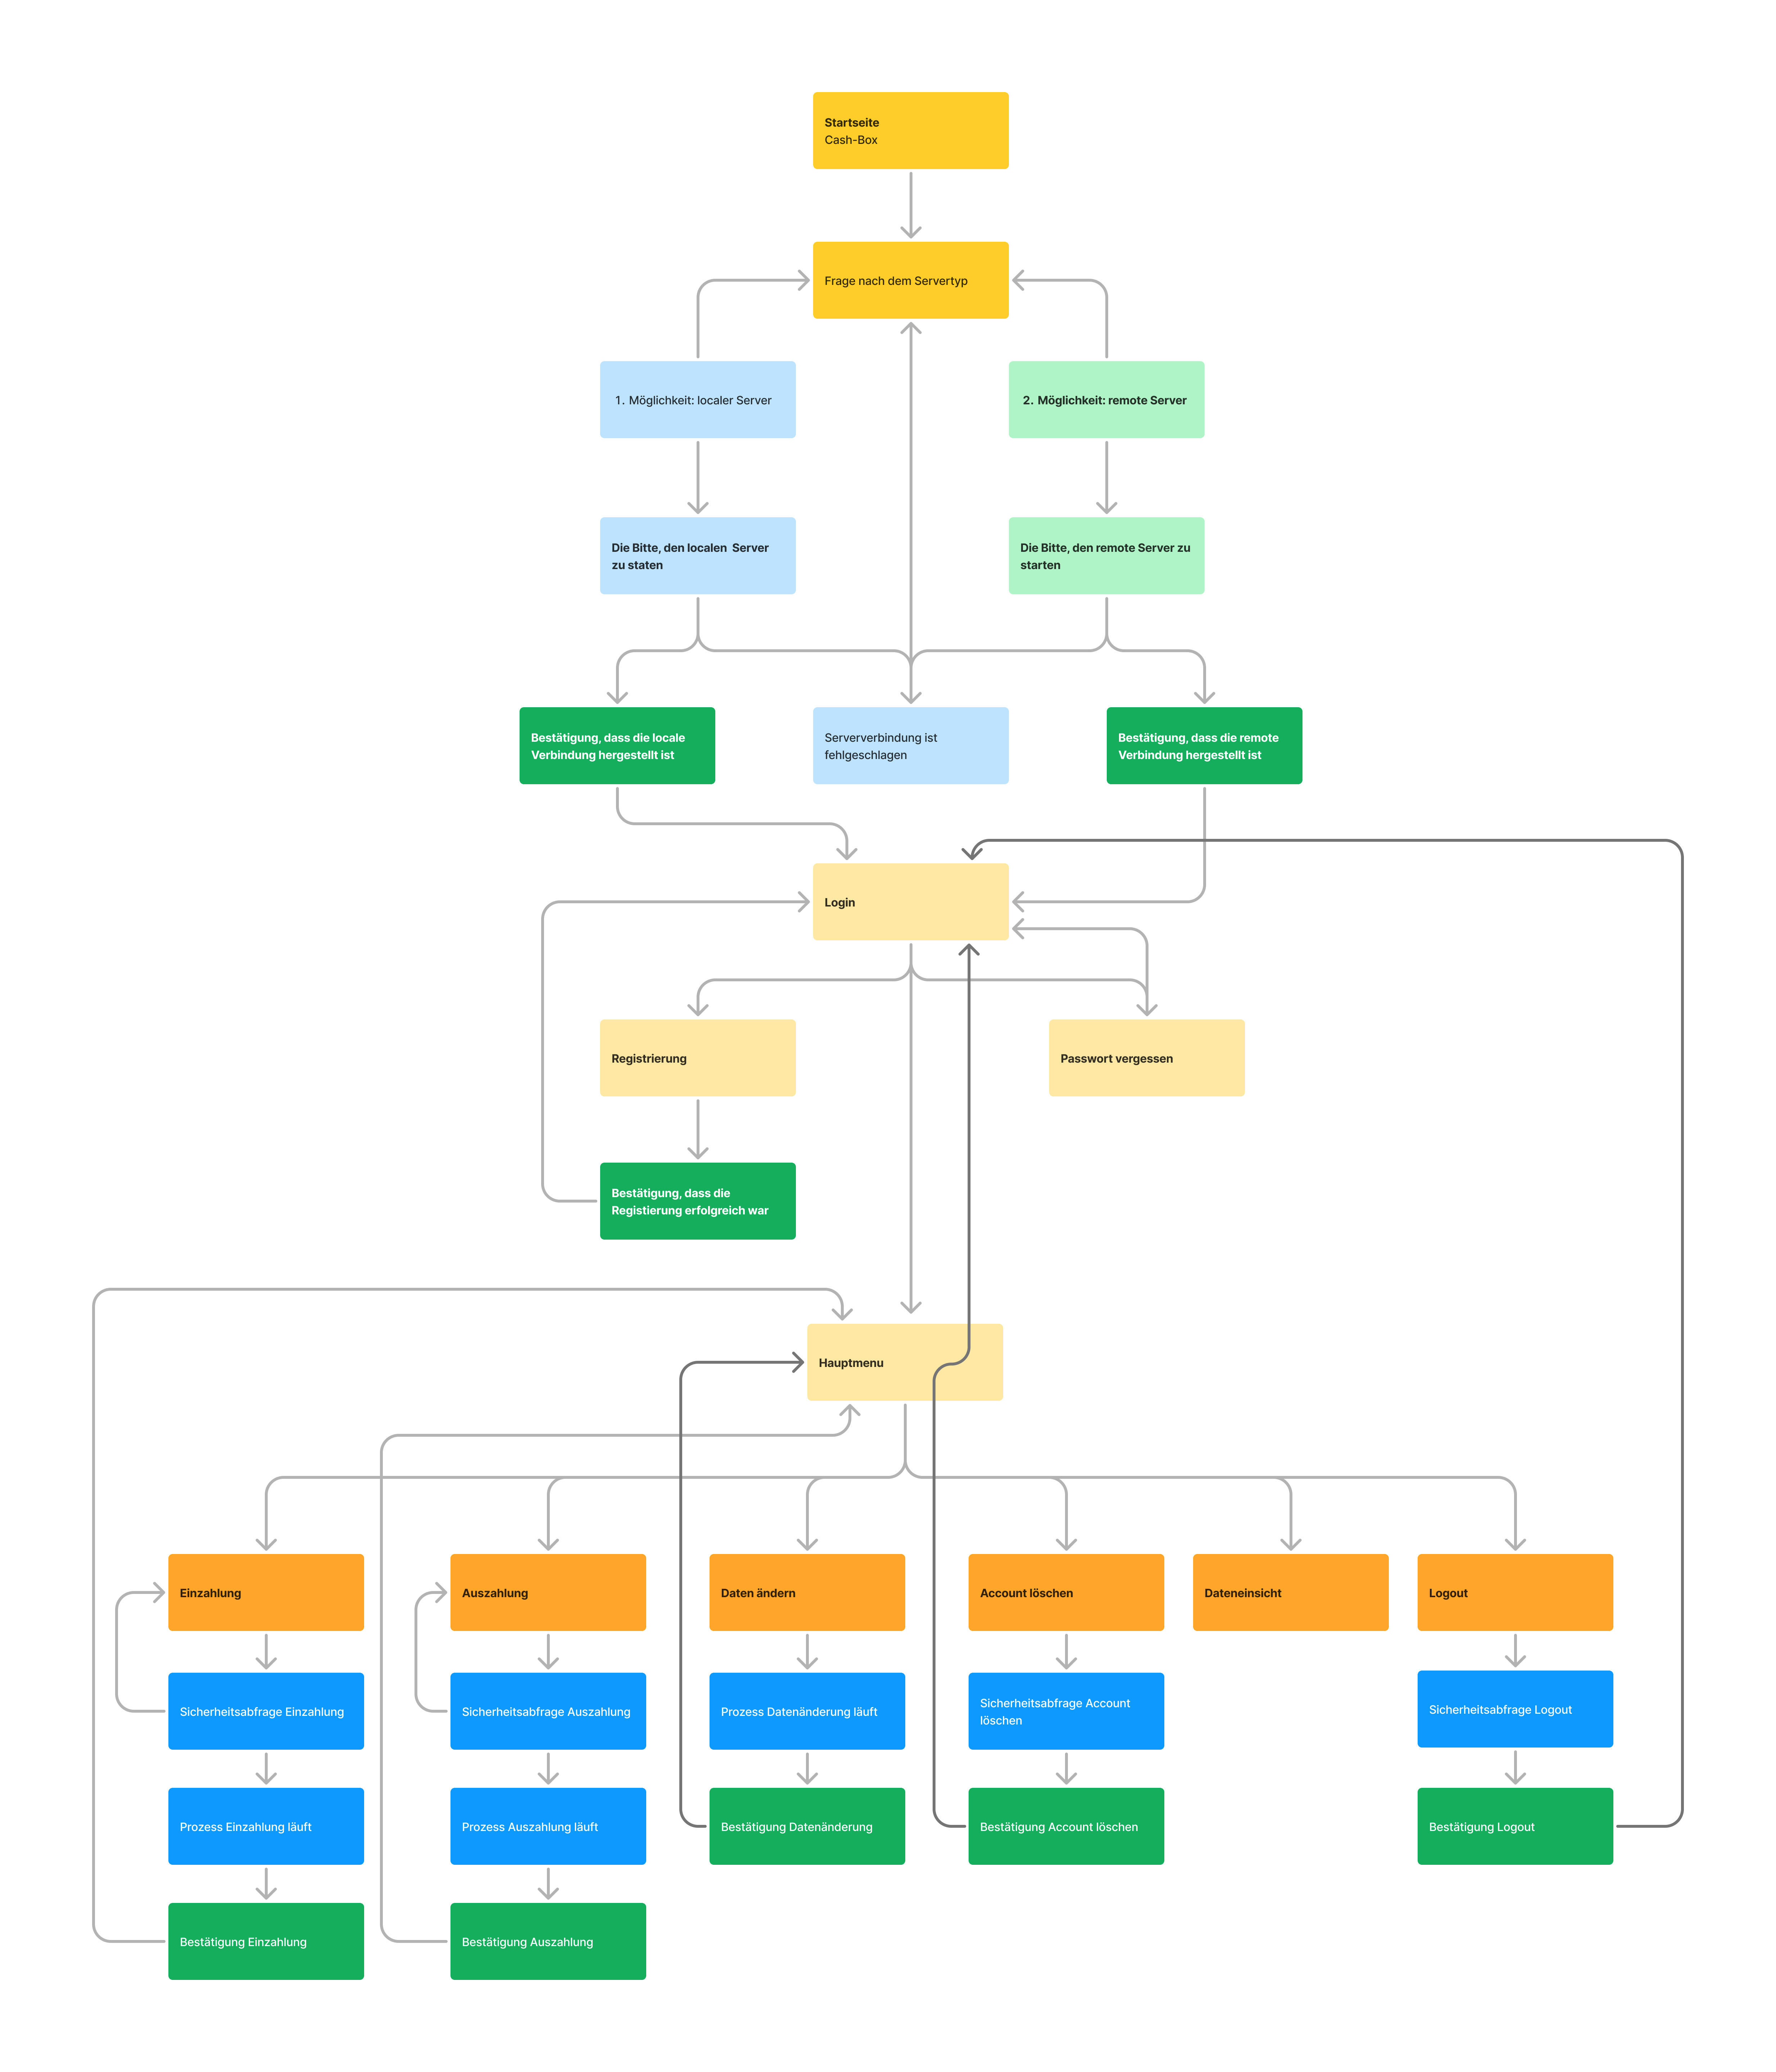 Startseite
Cash-Box
Frage nach dem Servertyp
1. Möglichkeit: localer Server
2. Möglichkeit: remote Server
Die Bitte, den localen Server
zu staten
Die Bitte, den remote Server zu
starten
Bestätigung, dass die locale
Verbindung hergestellt ist
Serververbindung ist
fehlgeschlagen
Bestätigung, dass die remote
Verbindung hergestellt ist
Login
Registrierung
Passwort vergessen
Bestätigung, dass die
Registierung erfolgreich war
Hauptmenu
Einzahlung
Auszahlung
Daten ändern
Account löschen
Dateneinsicht
Logout
Sicherheitsabfrage Einzahlung
Sicherheitsabfrage Auszahlung
Prozess Datenänderung läuft
Sicherheitsabfrage Account
löschen
Sicherheitsabfrage Logout
Prozess Einzahlung läuft
Prozess Auszahlung läuft
Bestätigung Datenänderung
Bestätigung Account löschen
Bestätigung Logout
Bestätigung Einzahlung
Bestätigung Auszahlung